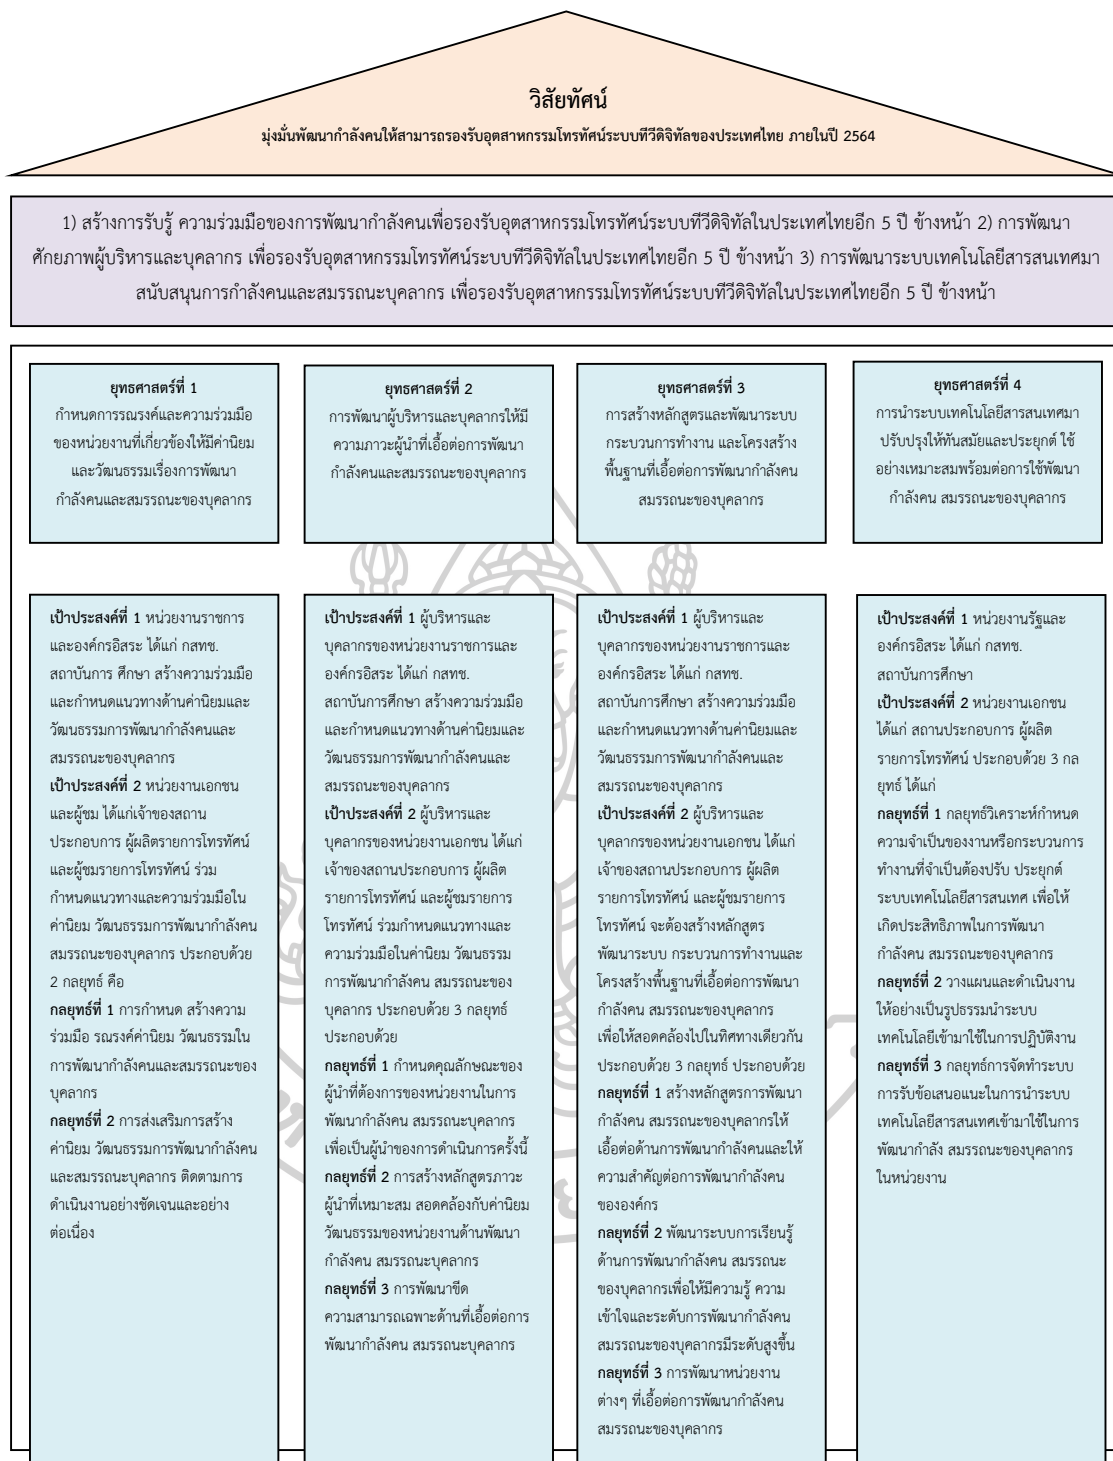 วิสัยทัศน์
มุ่งมั่นพัฒนากำลังคนให้สามารถรองรับอุตสาหกรรมโทรทัศน์ระบบทีวีดิจิทัลของประเทศไทย ภายในปี 2564
1) สร้างการรับรู้ ความร่วมมือของการพัฒนากำลังคนเพื่อรองรับอุตสาหกรรมโทรทัศน์ระบบทีวีดิจิทัลในประเทศไทยอีก 5 ปี ข้างหน้า 2) การพัฒนา
ศักยภาพผู้บริหารและบุคลากร เพื่อรองรับอุตสาหกรรมโทรทัศน์ระบบทีวีดิจิทัลในประเทศไทยอีก 5 ปี ข้างหน้า 3) การพัฒนาระบบเทคโนโลยีสารสนเทศมา
สนับสนุนการกำลังคนและสมรรถนะบุคลากร เพื่อรองรับอุตสาหกรรมโทรทัศน์ระบบทีวีดิจิทัลในประเทศไทยอีก 5 ปี ข้างหน้า
ยุทธศาสตร์ที่ 1
กำหนดการรณรงค์และความร่วมมือ
ของหน่วยงานที่เกี่ยวข้องให้มีค่านิยม
และวัฒนธรรมเรื่องการพัฒนา
กำลังคนและสมรรถนะของบุคลากร
ยุทธศาสตร์ที่ 2
การพัฒนาผู้บริหารและบุคลากรให้มี
ความภาวะผู้นำที่เอื้อต่อการพัฒนา
กำลังคนและสมรรถนะของบุคลากร
ยุทธศาสตร์ที่ 3
การสร้างหลักสูตรและพัฒนาระบบ
กระบวนการทำงาน และโครงสร้าง
พื้นฐานที่เอื้อต่อการพัฒนากำลังคน
สมรรถนะของบุคลากร
ยุทธศาสตร์ที่ 4
การนำระบบเทคโนโลยีสารสนเทศมา
ปรับปรุงให้ทันสมัยและประยุกต์ ใช้
อย่างเหมาะสมพร้อมต่อการใช้พัฒนา
กำลังคน สมรรถนะของบุคลากร
เป้าประสงค์ที่ 1 หน่วยงานราชการ
และองค์กรอิสระ ได้แก่ กสทช.
สถาบันการ ศึกษา สร้างความร่วมมือ
และกำหนดแนวทางด้านค่านิยมและ
วัฒนธรรมการพัฒนากำลังคนและ
สมรรถนะของบุคลากร
เป้าประสงค์ที่ 2 หน่วยงานเอกชน
และผู้ชม ได้แก่เจ้าของสถาน
ประกอบการ ผู้ผลิตรายการโทรทัศน์
และผู้ชมรายการโทรทัศน์ ร่วม
กำหนดแนวทางและความร่วมมือใน
ค่านิยม วัฒนธรรมการพัฒนากำลังคน
สมรรถนะของบุคลากร ประกอบด้วย
2 กลยุทธ์ คือ
กลยุทธ์ที่ 1 การกำหนด สร้างความ
ร่วมมือ รณรงค์ค่านิยม วัฒนธรรมใน
การพัฒนากำลังคนและสมรรถนะของ
บุคลากร
กลยุทธ์ที่ 2 การส่งเสริมการสร้าง
ค่านิยม วัฒนธรรมการพัฒนากำลังคน
และสมรรถนะบุคลากร ติดตามการ
ดำเนินงานอย่างชัดเจนและอย่าง
ต่อเนื่อง
เป้าประสงค์ที่ 1 ผู้บริหารและ
บุคลากรของหน่วยงานราชการและ
องค์กรอิสระ ได้แก่ กสทช.
สถาบันการศึกษา สร้างความร่วมมือ
และกำหนดแนวทางด้านค่านิยมและ
วัฒนธรรมการพัฒนากำลังคนและ
สมรรถนะของบุคลากร
เป้าประสงค์ที่ 2 ผู้บริหารและ
บุคลากรของหน่วยงานเอกชน ได้แก่
เจ้าของสถานประกอบการ ผู้ผลิต
รายการโทรทัศน์ และผู้ชมรายการ
โทรทัศน์ ร่วมกำหนดแนวทางและ
ความร่วมมือในค่านิยม วัฒนธรรม
การพัฒนากำลังคน สมรรถนะของ
บุคลากร ประกอบด้วย 3 กลยุทธ์
ประกอบด้วย
กลยุทธ์ที่ 1 กำหนดคุณลักษณะของ
ผู้นำที่ต้องการของหน่วยงานในการ
พัฒนากำลังคน สมรรถนะบุคลากร
เพื่อเป็นผู้นำของการดำเนินการครั้งนี้
กลยุทธ์ที่ 2 การสร้างหลักสูตรภาวะ
ผู้นำที่เหมาะสม สอดคล้องกับค่านิยม
วัฒนธรรมของหน่วยงานด้านพัฒนา
กำลังคน สมรรถนะบุคลากร
กลยุทธ์ที่ 3 การพัฒนาขีด
ความสามารถเฉพาะด้านที่เอื้อต่อการ
พัฒนากำลังคน สมรรถนะบุคลากร
เป้าประสงค์ที่ 1 ผู้บริหารและ
บุคลากรของหน่วยงานราชการและ
องค์กรอิสระ ได้แก่ กสทช.
สถาบันการศึกษา สร้างความร่วมมือ
และกำหนดแนวทางด้านค่านิยมและ
วัฒนธรรมการพัฒนากำลังคนและ
สมรรถนะของบุคลากร
เป้าประสงค์ที่ 2 ผู้บริหารและ
บุคลากรของหน่วยงานเอกชน ได้แก่
เจ้าของสถานประกอบการ ผู้ผลิต
รายการโทรทัศน์ และผู้ชมรายการ
โทรทัศน์ จะต้องสร้างหลักสูตร
พัฒนาระบบ กระบวนการทำงานและ
โครงสร้างพื้นฐานที่เอื้อต่อการพัฒนา
กำลังคน สมรรถนะของบุคลากร
เพื่อให้สอดคล้องไปในทิศทางเดียวกัน
ประกอบด้วย 3 กลยุทธ์ ประกอบด้วย
กลยุทธ์ที่ 1 สร้างหลักสูตรการพัฒนา
กำลังคน สมรรถนะของบุคลากรให้
เอื้อต่อด้านการพัฒนากำลังคนและให้
ความสำคัญต่อการพัฒนากำลังคน
ขององค์กร
กลยุทธ์ที่ 2 พัฒนาระบบการเรียนรู้
ด้านการพัฒนากำลังคน สมรรถนะ
ของบุคลากรเพื่อให้มีความรู้ ความ
เข้าใจและระดับการพัฒนากำลังคน
สมรรถนะของบุคลากรมีระดับสูงขึ้น
กลยุทธ์ที่ 3 การพัฒนาหน่วยงาน
ต่างๆ ที่เอื้อต่อการพัฒนากำลังคน
สมรรถนะของบุคลากร
เป้าประสงค์ที่ 1 หน่วยงานรัฐและ
องค์กรอิสระ ได้แก่ กสทช.
สถาบันการศึกษา
เป้าประสงค์ที่ 2 หน่วยงานเอกชน
ได้แก่ สถานประกอบการ ผู้ผลิต
รายการโทรทัศน์ ประกอบด้วย 3 กล
ยุทธ์ ได้แก่
กลยุทธ์ที่ 1 กลยุทธ์วิเคราะห์กำหนด
ความจำเป็นของงานหรือกระบวนการ
ทำงานที่จำเป็นต้องปรับ ประยุกต์
ระบบเทคโนโลยีสารสนเทศ เพื่อให้
เกิดประสิทธิภาพในการพัฒนา
กำลังคน สมรรถนะของบุคลากร
กลยุทธ์ที่ 2 วางแผนและดำเนินงาน
ให้อย่างเป็นรูปธรรมนำระบบ
เทคโนโลยีเข้ามาใช้ในการปฏิบัติงาน
กลยุทธ์ที่ 3 กลยุทธ์การจัดทำระบบ
การรับข้อเสนอแนะในการนำระบบ
เทคโนโลยีสารสนเทศเข้ามาใช้ในการ
พัฒนากำลัง สมรรถนะของบุคลากร
ในหน่วยงาน